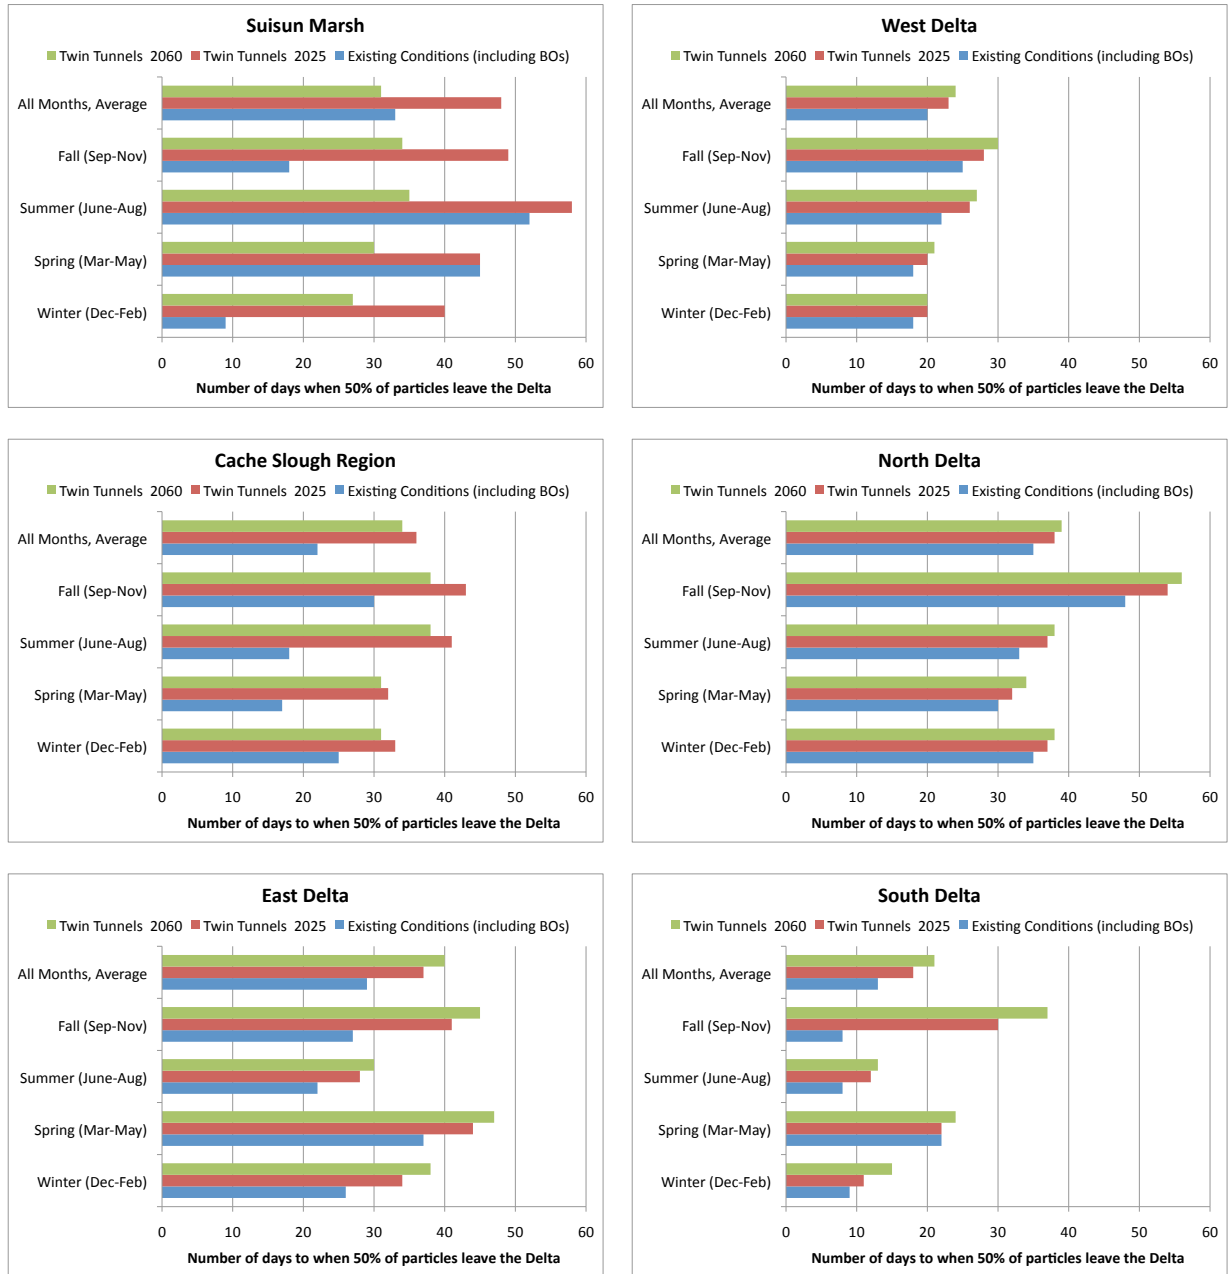 Suisun Marsh
Twin Tunnels 2060 Twin Tunnels 2025 Existing Conditions (including BOs)
All Months, Average
Fall (Sep-Nov)
Summer (June-Aug)
Spring (Mar-May)
Winter (Dec-Feb)
0 10 20 30 40 50 60
Number of days when 50% of particles leave the Delta
West Delta
Twin Tunnels 2060 Twin Tunnels 2025 Existing Conditions (including BOs)
All Months, Average
Fall (Sep-Nov)
Summer (June-Aug)
Spring (Mar-May)
Winter (Dec-Feb)
0 10 20 30 40 50 60
Number of days to when 50% of particles leave the Delta
Cache Slough Region
Twin Tunnels 2060 Twin Tunnels 2025 Existing Conditions (including BOs)
All Months, Average
Fall (Sep-Nov)
Summer (June-Aug)
Spring (Mar-May)
Winter (Dec-Feb)
0 10 20 30 40 50 60
Number of days to when 50% of particles leave the Delta
North Delta
Twin Tunnels 2060 Twin Tunnels 2025 Existing Conditions (including BOs)
All Months, Average
Fall (Sep-Nov)
Summer (June-Aug)
Spring (Mar-May)
Winter (Dec-Feb)
0 10 20 30 40 50 60
Number of days to when 50% of particles leave the Delta
East Delta
Twin Tunnels 2060 Twin Tunnels 2025 Existing Conditions (including BOs)
All Months, Average
Fall (Sep-Nov)
Summer (June-Aug)
Spring (Mar-May)
Winter (Dec-Feb)
0 10 20 30 40 50 60
Number of days to when 50% of particles leave the Delta
South Delta
Twin Tunnels 2060 Twin Tunnels 2025 Existing Conditions (including BOs)
All Months, Average
Fall (Sep-Nov)
Summer (June-Aug)
Spring (Mar-May)
Winter (Dec-Feb)
0 10 20 30 40 50 60
Number of days to when 50% of particles leave the Delta